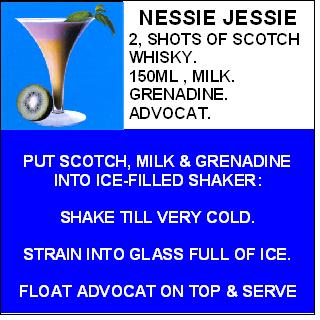 NESSIE JESSIE
2, SHOTS OF SCOTCH
WHISKY.
150ML , MILK.
GRENADINE.
ADVOCAT.
PUT SCOTCH, MILK & GRENADINE
INTO ICE-FILLED SHAKER:
SHAKE TILL VERY COLD.
STRAIN INTO GLASS FULL OF ICE.
FLOAT ADVOCAT ON TOP & SERVE